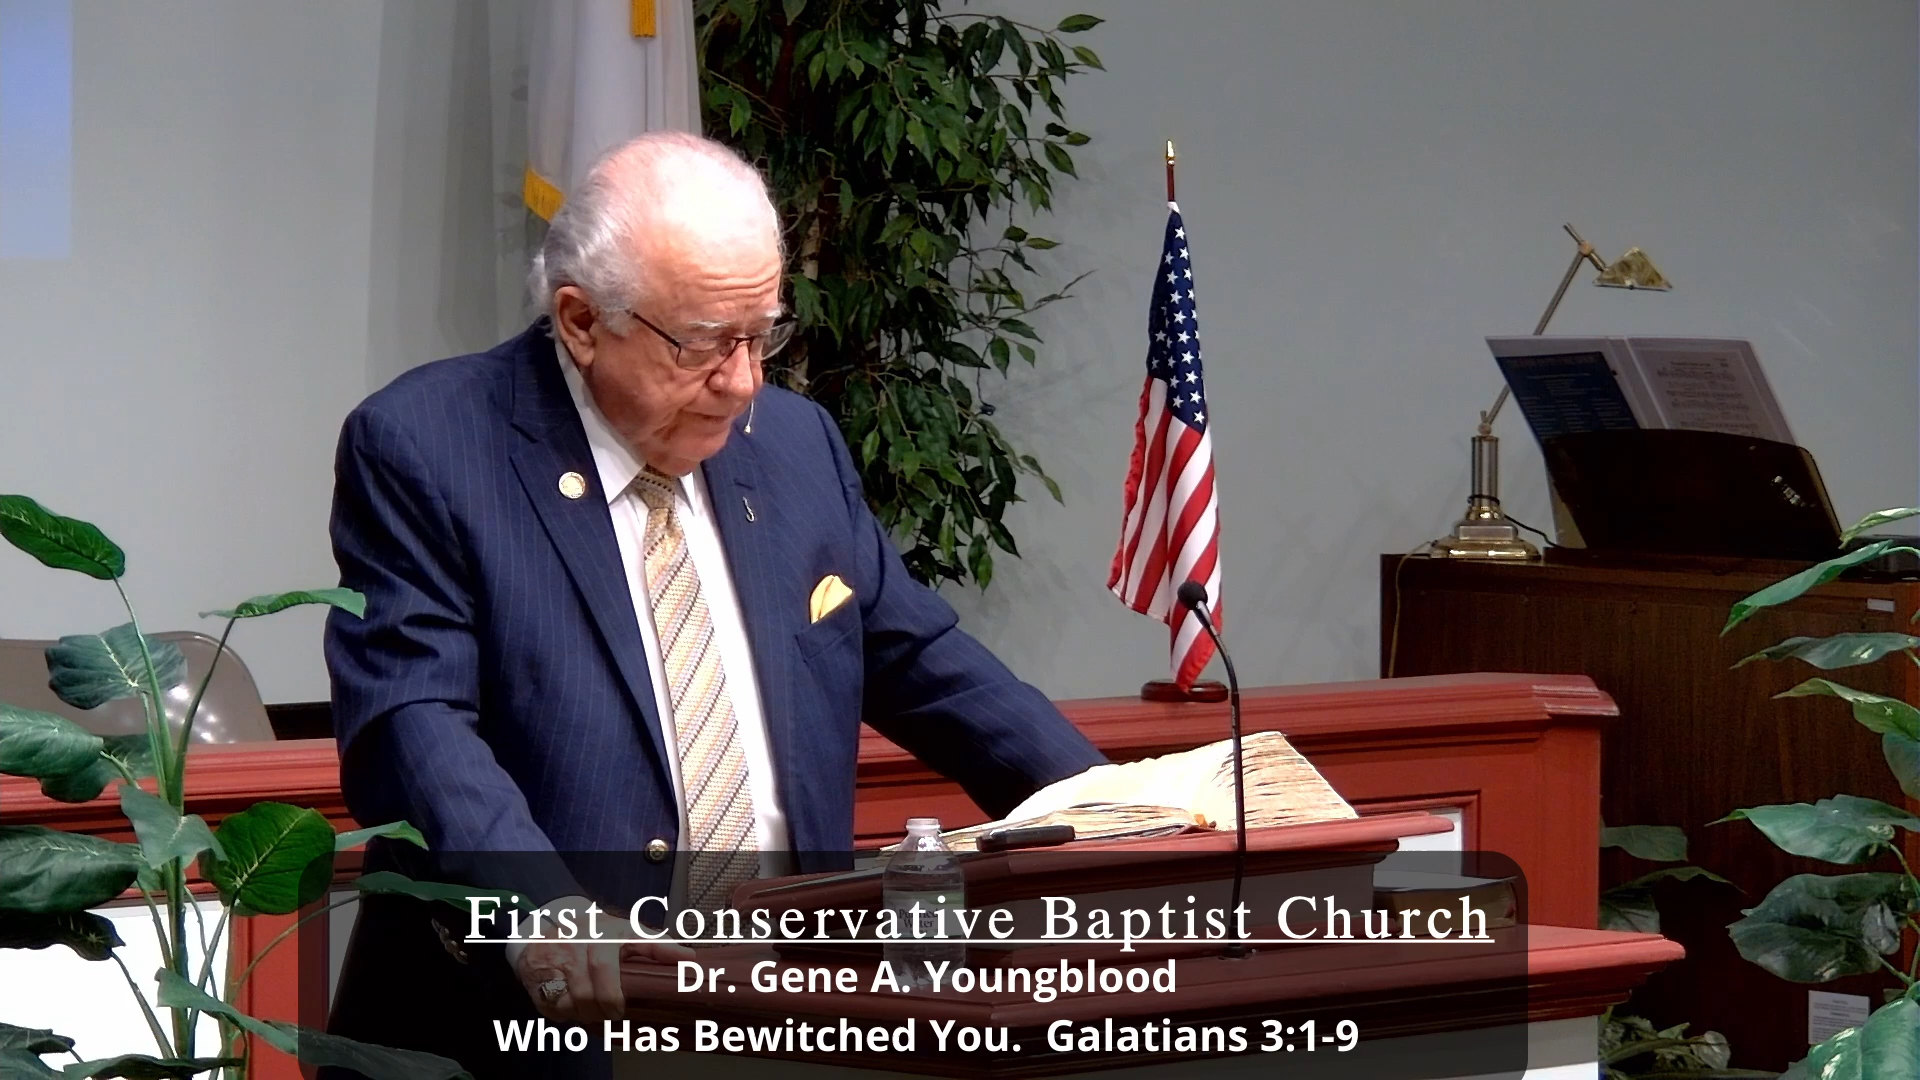 First Conservative Baptist Church
Dr. Gene A. Youngblood
Who Has Bewitched You.  Galatians 3:1-9